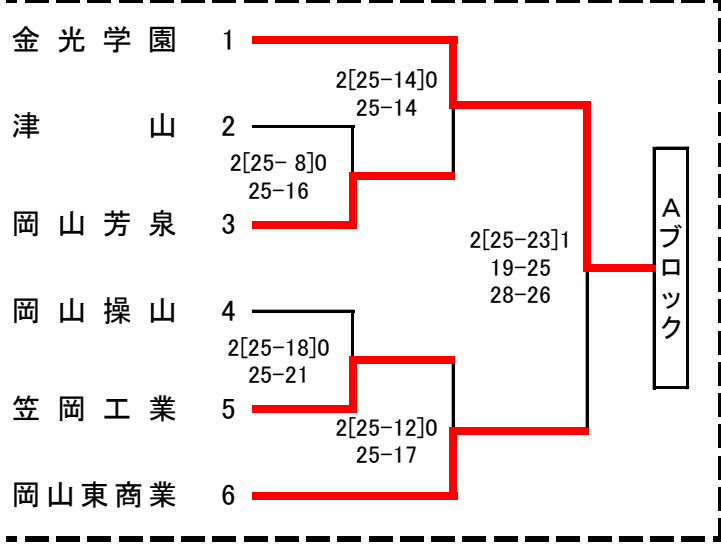 金光学園 1
2[25-14]0
25-14
津山 2
2[25- 8]0
25-16
岡山芳泉 3
2[25-23]1
19-25
28-26
Aブロック
岡山操山 4
2[25-18]0
25-21
笠岡工業 5
2[25-12]0
25-17
岡山東商業 6